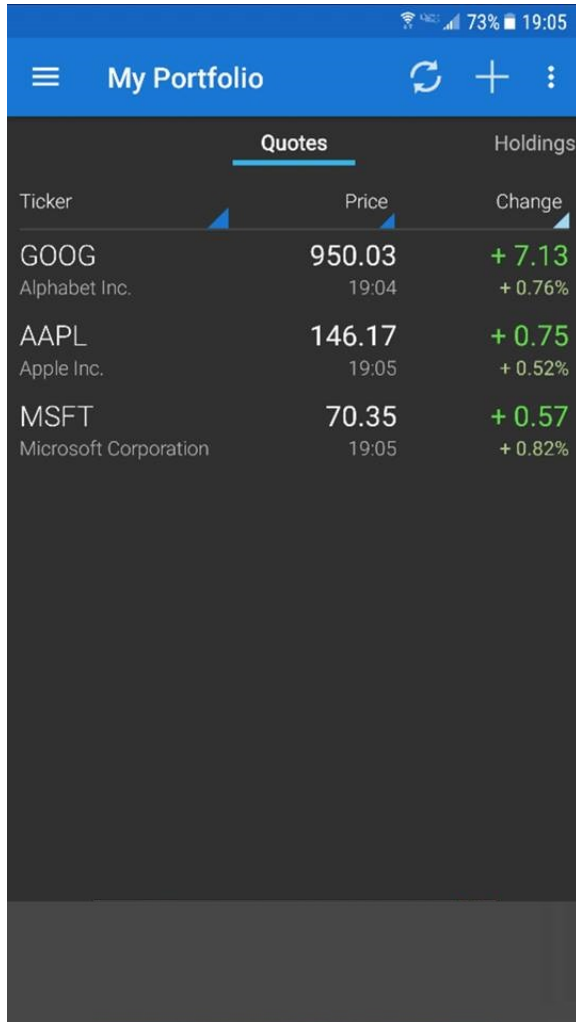 73% 19:05
My Portfolio
Quotes Holdings
Ticker Price Change
GOOG 950.03 + 7.13
Alphabet Inc. 19:04 + 0.76%
AAPL 146.17 + 0.75
Apple Inc. 19:05 + 0.52%
MSFT 70.35 + 0.57
Microsoft Corporation 19:05 + 0.82%